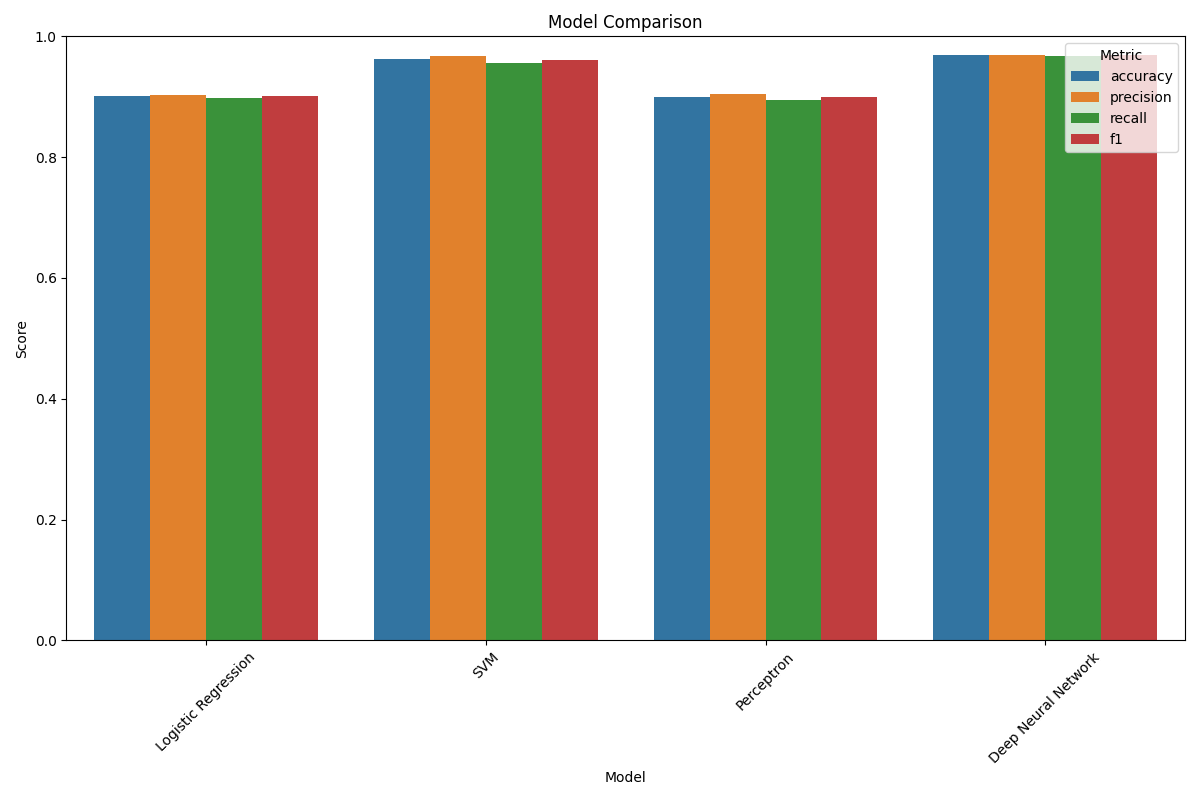 Model Comparison
1.0
0.8
0.6
0.4
0.2
0.0
Score
Metric
accuracy
precision
recall
f1
Logistic Regression
SVM
Perceptron
Deep Neural Network
Model